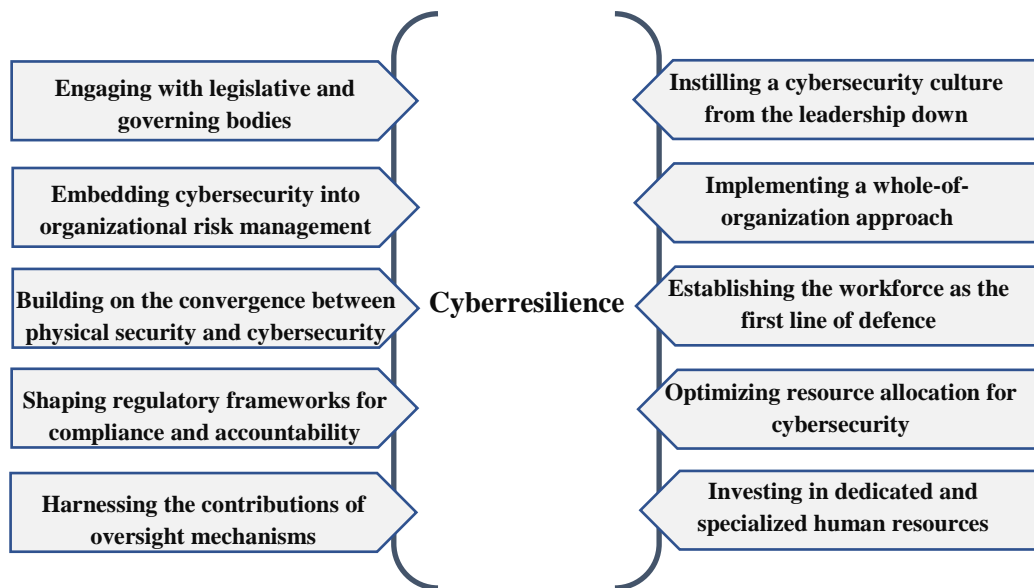 Engaging with legislative and
governing bodies
Embedding cybersecurity into
organizational risk management
Building on the convergence between
physical security and cybersecurity
Shaping regulatory frameworks for
compliance and accountability
Harnessing the contributions of
oversight mechanisms
Cyberresilience
Instilling a cybersecurity culture
from the leadership down
Implementing a whole-of-
organization approach
Establishing the workforce as the
first line of defence
Optimizing resource allocation for
cybersecurity
Investing in dedicated and
specialized human resources